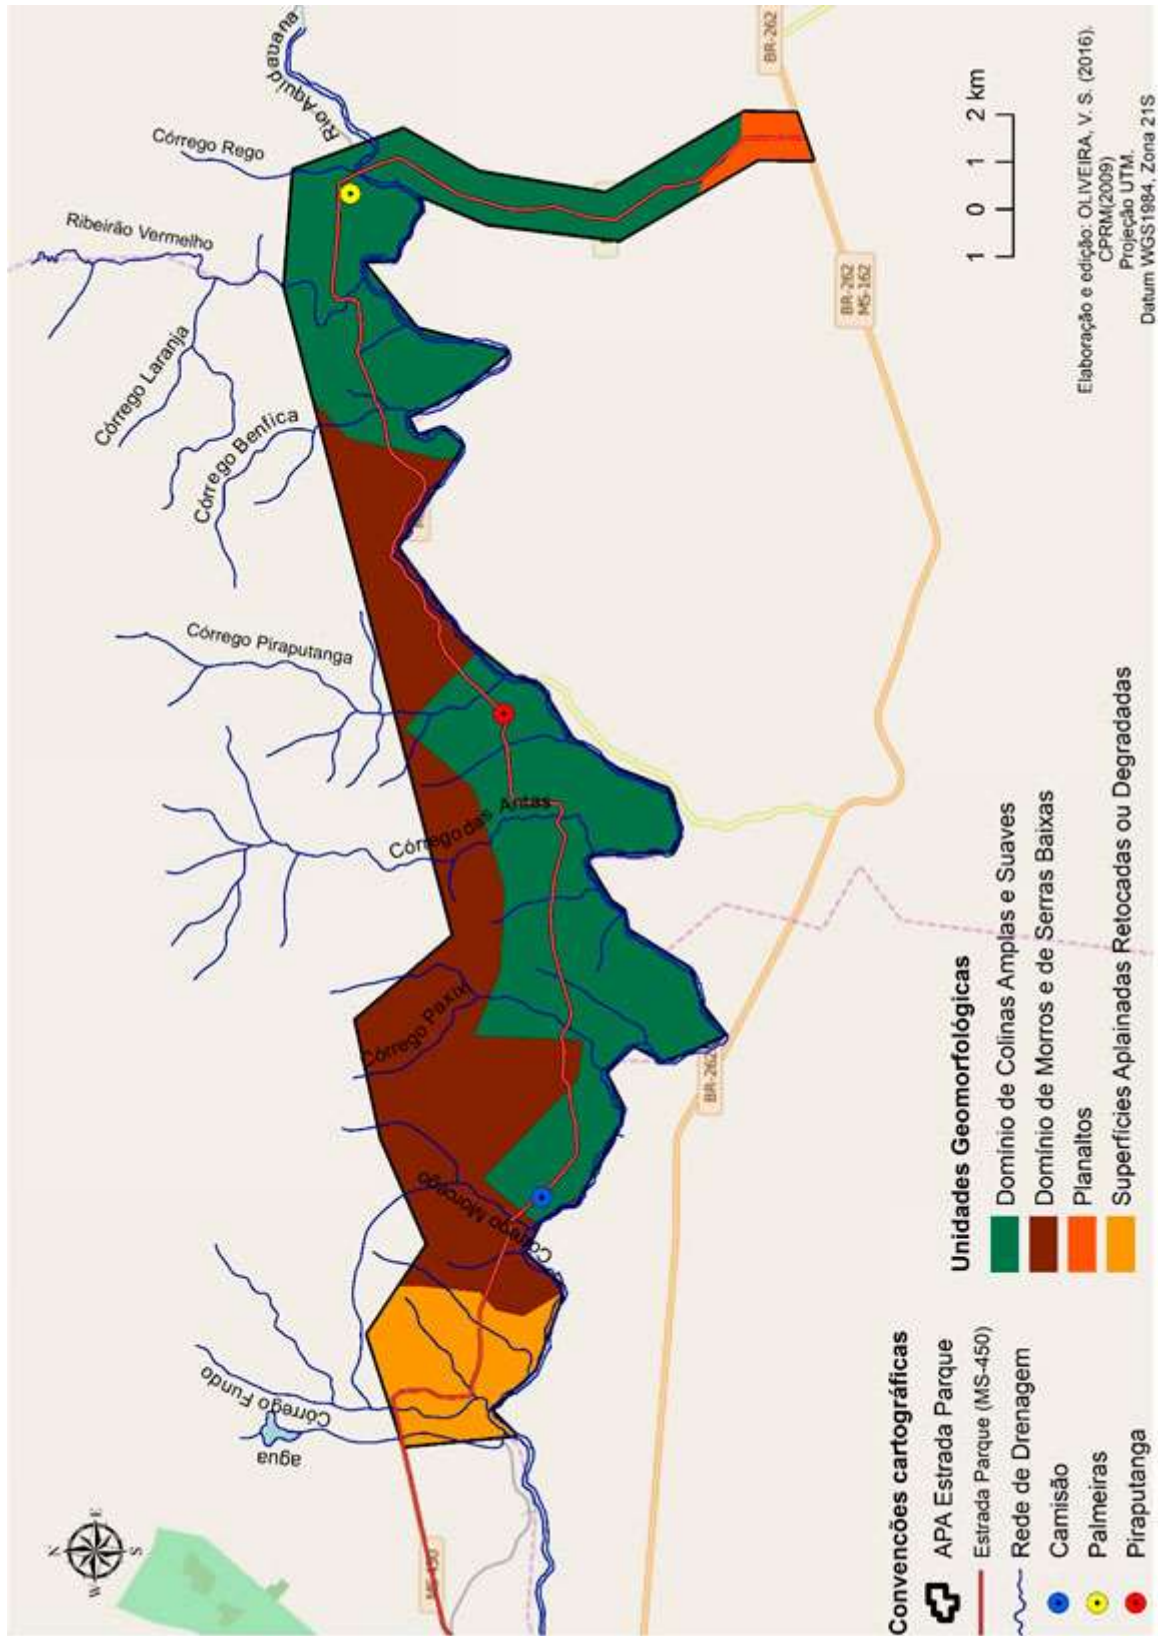 Córrego Fundo
agua
Córrego Morcego
Córrego Paxixi
Córrego das Antas
Córrego Piraputanga
Córrego Benfica
Córrego Laranja
Ribeirão Vermelho
Córrego Rego
Rio Aquidauana
N
W
E
S
MS-450
BR-262
BR-262
MS-162
BR-262
Convencões cartográficas
APA Estrada Parque
Estrada Parque (MS-450)
Rede de Drenagem
Camisão
Palmeiras
Piraputanga
Unidades Geomorfológicas
Domínio de Colinas Amplas e Suaves
Domínio de Morros e de Serras Baixas
Planaltos
Superfícies Aplainadas Retocadas ou Degradadas
1 0 1 2 km
Elaboração e edição: OLIVEIRA, V. S. (2016).
CPRM(2009)
Projeção UTM.
Datum WGS1984, Zona 21S